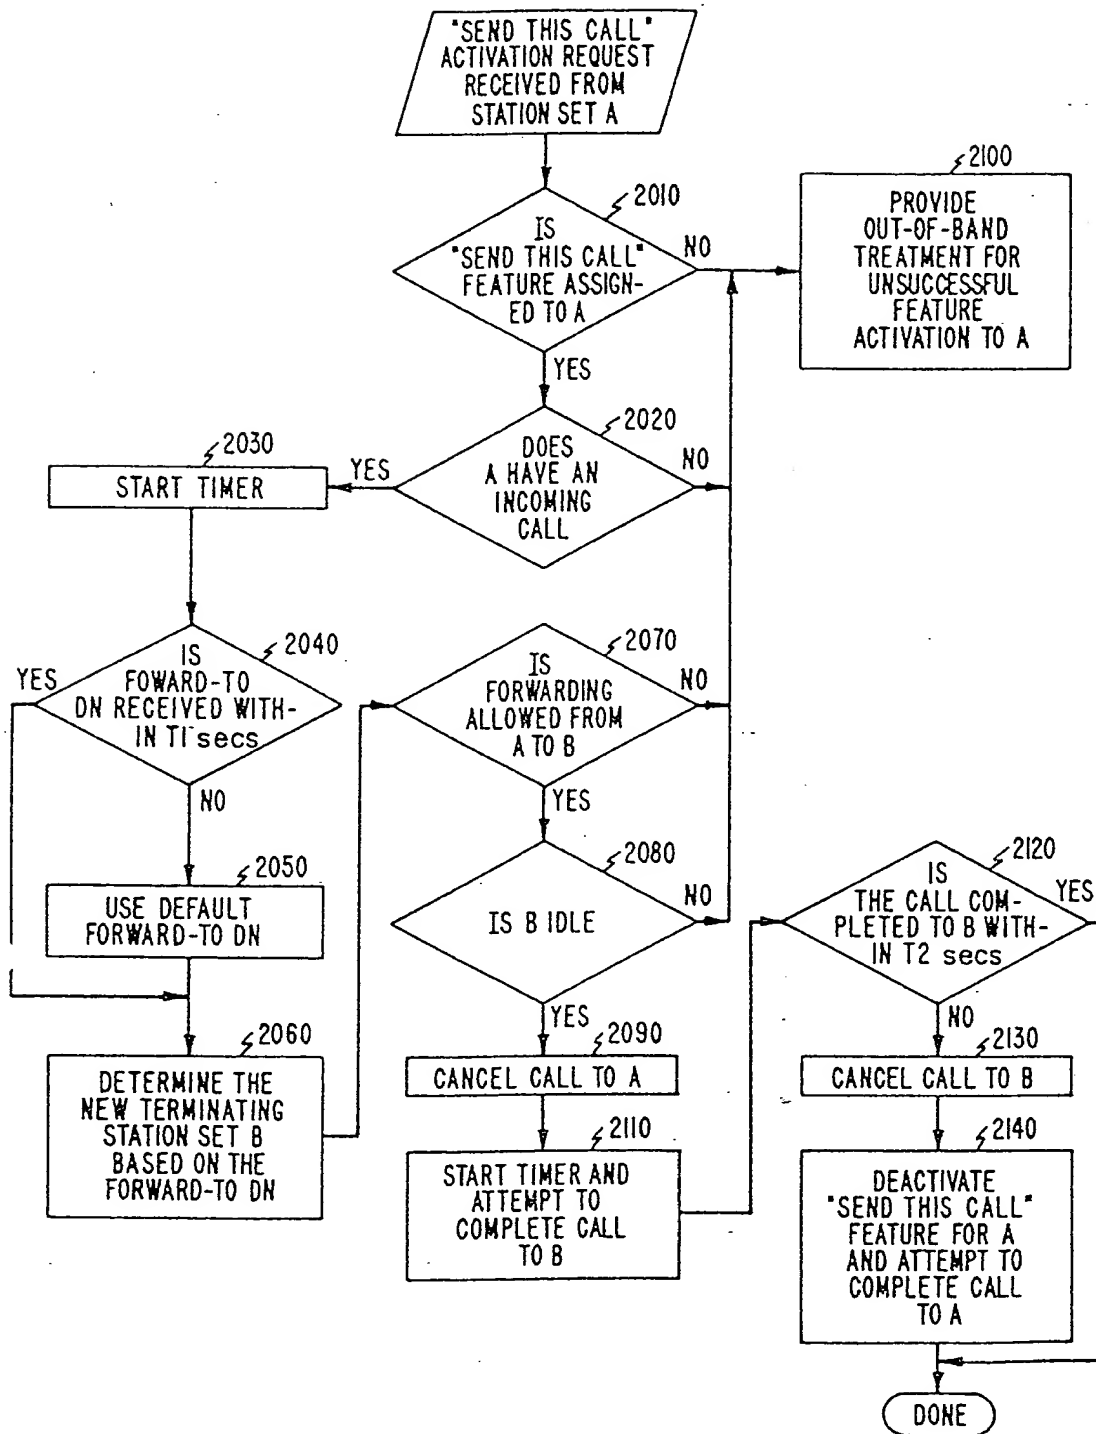 "SEND THIS CALL"
ACTIVATION REQUEST
RECEIVED FROM
STATION SET A
2010
IS
"SEND THIS CALL"
FEATURE ASSIGN-
ED TO A
NO
YES
2100
PROVIDE
OUT-OF-BAND
TREATMENT FOR
UNSUCCESSFUL
FEATURE
ACTIVATION TO A
2020
DOES
A HAVE AN
INCOMING
CALL
NO
YES
2030
START TIMER
2040
IS
FOWARD-TO
DN RECEIVED WITH-
IN T1 secs
YES
NO
2050
USE DEFAULT
FORWARD-TO DN
2060
DETERMINE THE
NEW TERMINATING
STATION SET B
BASED ON THE
FORWARD-TO DN
2070
IS
FORWARDING
ALLOWED FROM
A TO B
NO
YES
2080
IS B IDLE
NO
YES
2090
CANCEL CALL TO A
2110
START TIMER AND
ATTEMPT TO
COMPLETE CALL
TO B
2120
IS
THE CALL COM-
PLETED TO B WITH-
IN T2 secs
YES
NO
2130
CANCEL CALL TO B
2140
DEACTIVATE
"SEND THIS CALL"
FEATURE FOR A
AND ATTEMPT TO
COMPLETE CALL
TO A
DONE